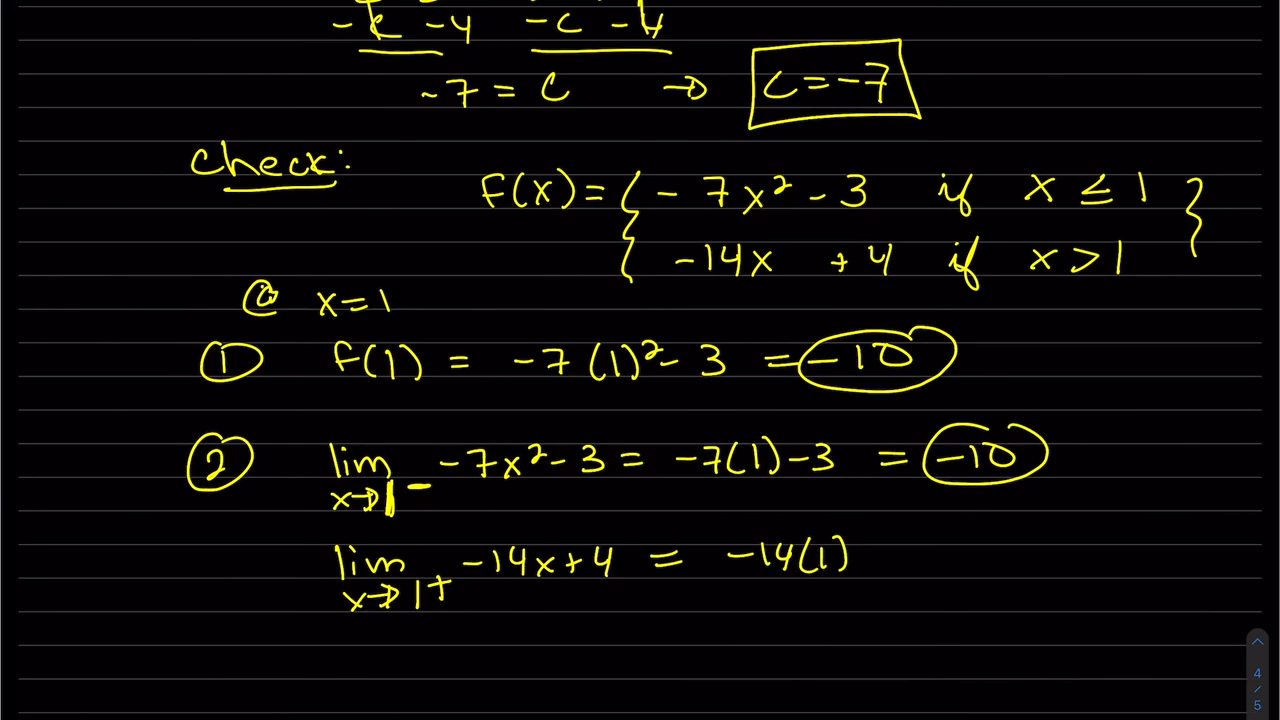 -c -4 -c -4
-7 = c → c = -7
Check:
F(x) = { -7x² - 3 if x ≤ 1 }
-14x + 4 if x > 1
@ x = 1
① f(1) = -7(1)² - 3 = -10
② lim x→1⁻ -7x² - 3 = -7(1) - 3 = -10
lim x→1⁺ -14x + 4 = -14(1)
4
/
5